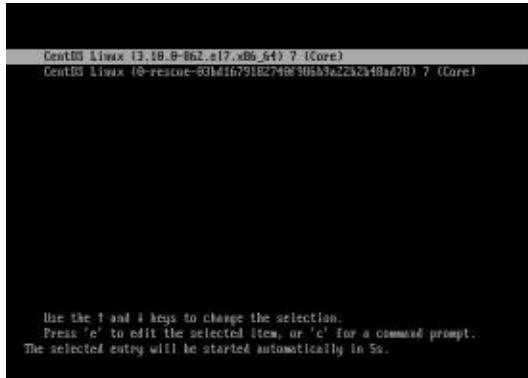 CentOS Linux (3.10.0-862.el7.x86_64) 7 (Core)
CentOS Linux (0-rescue-) 7 (Core)
Use the ↑ and ↓ keys to change the selection.
Press 'e' to edit the selected item, or 'c' for a command prompt.
The selected entry will be started automatically in 5s.